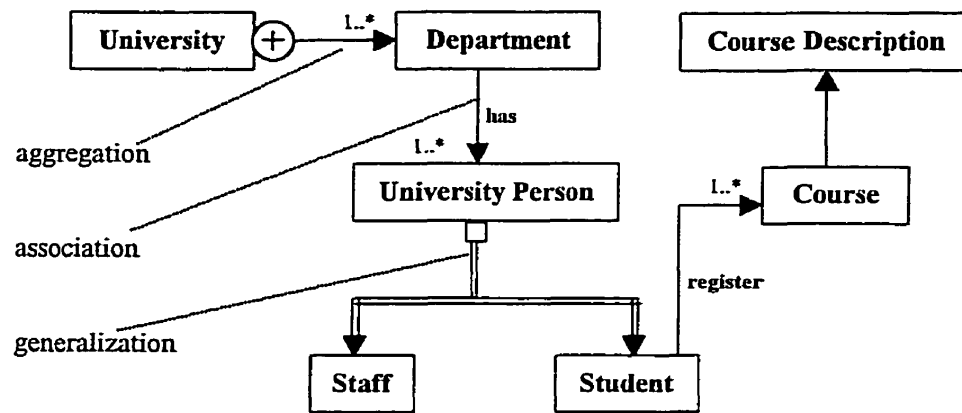 University
+
1..*
Department
Course Description
aggregation
has
1..*
University Person
1..*
Course
association
register
generalization
Staff
Student